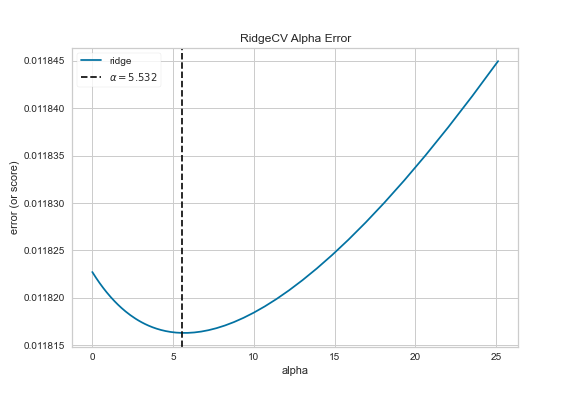 RidgeCV Alpha Error
ridge
α = 5.532
error (or score)
0.011845
0.011840
0.011835
0.011830
0.011825
0.011820
0.011815
0
5
10
15
20
25
alpha